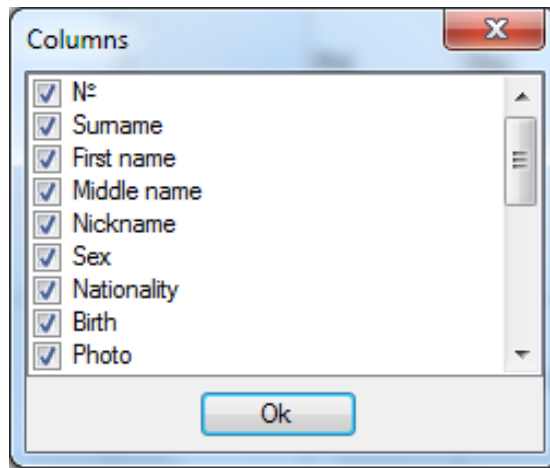 Columns
Nº
Surname
First name
Middle name
Nickname
Sex
Nationality
Birth
Photo
Ok